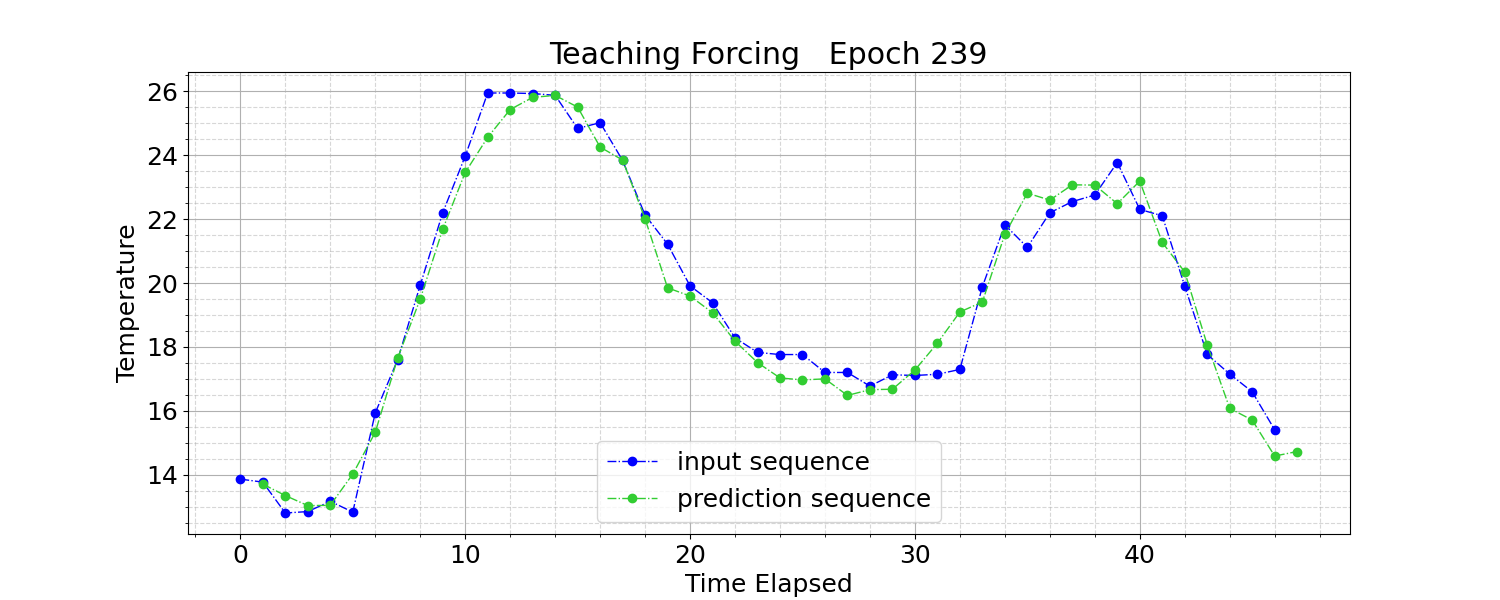 Teaching Forcing   Epoch 239
26
24
22
20
18
16
14
Temperature
input sequence
prediction sequence
0 10 20 30 40
Time Elapsed